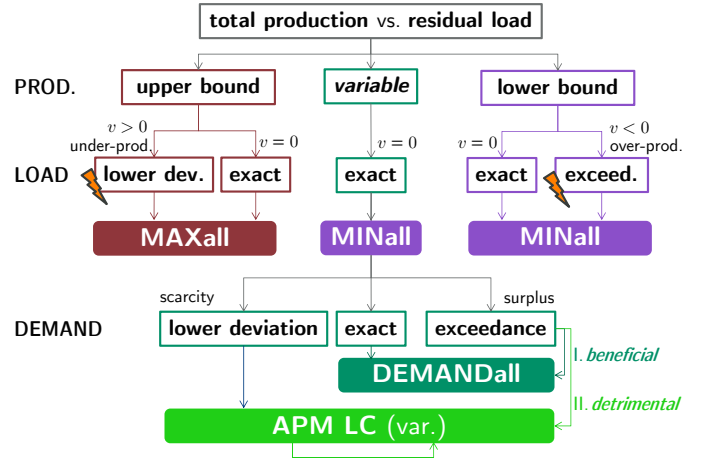 total production vs. residual load
PROD.
upper bound
variable
lower bound
v > 0
under-prod.
v = 0
v = 0
v = 0
v < 0
over-prod.
LOAD
lower dev.
exact
exact
exact
exceed.
MAXall
MINall
MINall
scarcity
surplus
DEMAND
lower deviation
exact
exceedance
I. beneficial
DEMANDall
II. detrimental
APM LC (var.)